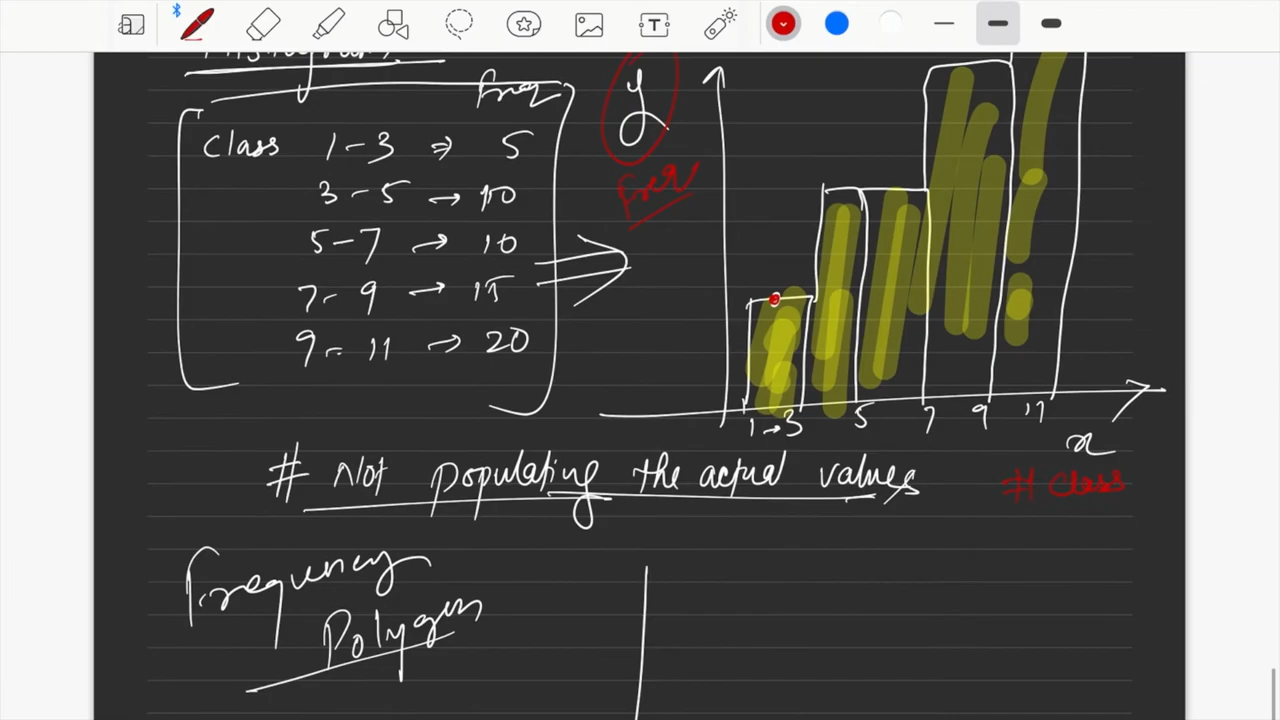 Histogram
freq
Class 1-3 ⇒ 5
3-5 → 10
5-7 → 10
7-9 → 15
9-11 → 20
y
Freq
1→3 5 7 9 11
x
# Class
# Not populating the actual values
Frequency
Polygon
T